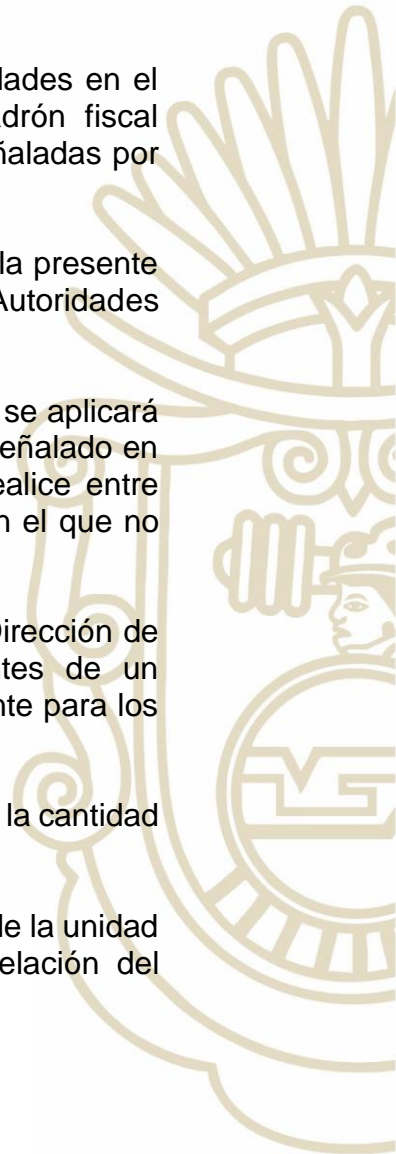 dades en el
adrón fiscal
ñaladas por
la presente
Autoridades
se aplicará
eñalado en
ealice entre
n el que no
Dirección de
tes de un
nte para los
la cantidad
de la unidad
elación del